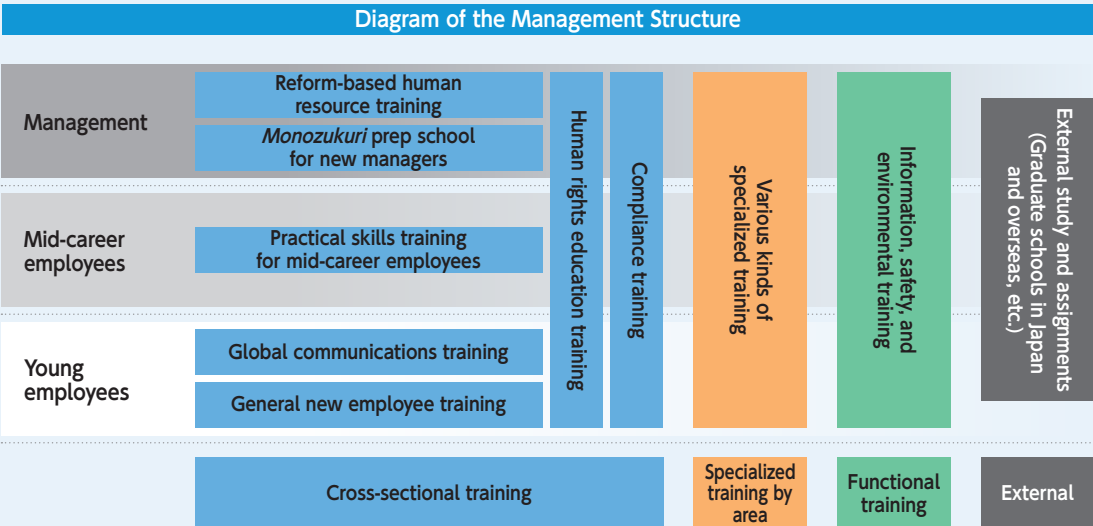 Diagram of the Management Structure
Management
Reform-based human
resource training
Monozukuri prep school
for new managers
Mid-career
employees
Practical skills training
for mid-career employees
Young
employees
Global communications training
General new employee training
Human rights education training
Compliance training
Various kinds of
specialized training
Information, safety, and
environmental training
External study and assignments
(Graduate schools in Japan
and overseas, etc.)
Cross-sectional training
Specialized
training by
area
Functional
training
External